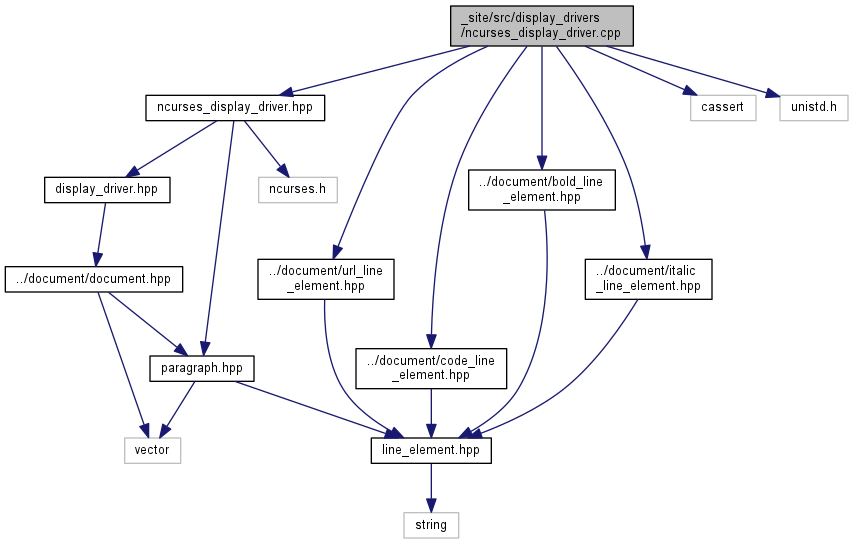 _site/src/display_drivers
/ncurses_display_driver.cpp
ncurses_display_driver.hpp
cassert
unistd.h
display_driver.hpp
ncurses.h
../document/bold_line
_element.hpp
../document/document.hpp
../document/url_line
_element.hpp
../document/italic
_line_element.hpp
paragraph.hpp
../document/code_line
_element.hpp
vector
line_element.hpp
string